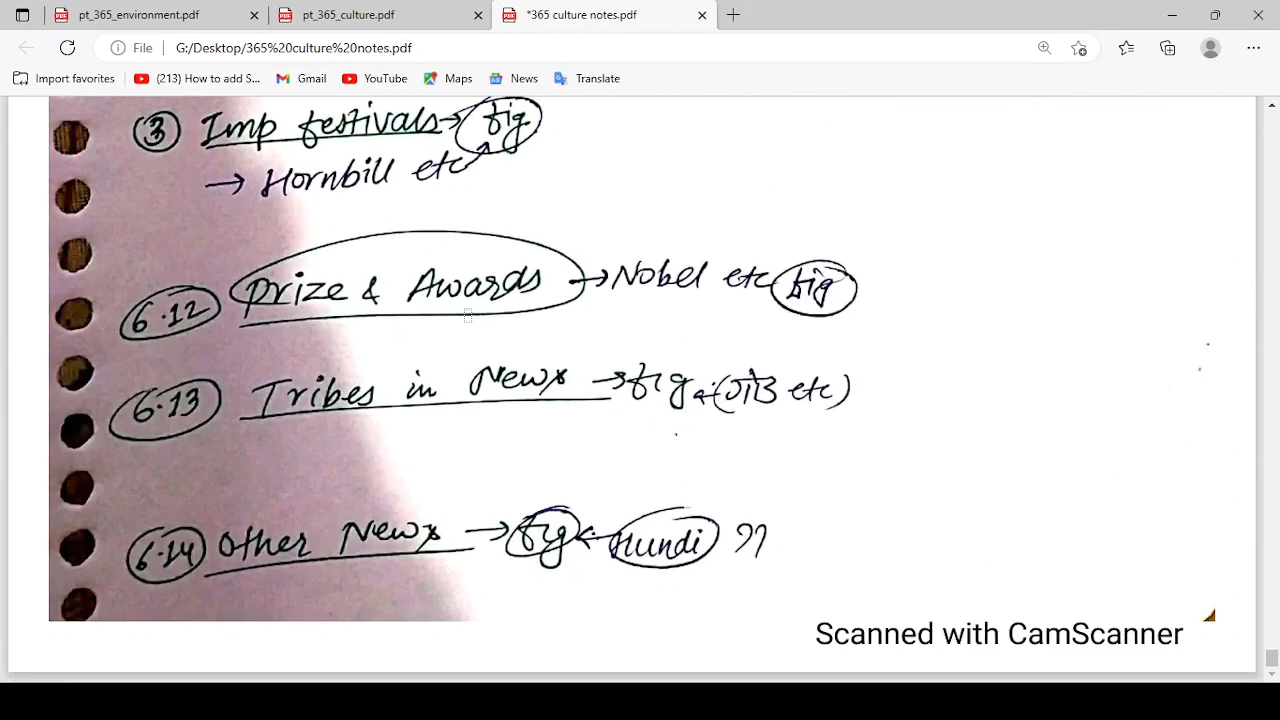 pt_365_environment.pdf
pt_365_culture.pdf
*365 culture notes.pdf
File G:/Desktop/365%20culture%20notes.pdf
Import favorites
(213) How to add S...
Gmail
YouTube
Maps
News
Translate
③ Imp festivals → fig
→ Hornbill etc
6.12 Prize & Awards → Nobel etc fig
6.13 Tribes in News → fig (JTB etc)
6.14 Other News → fig ← Hundi ??
Scanned with CamScanner